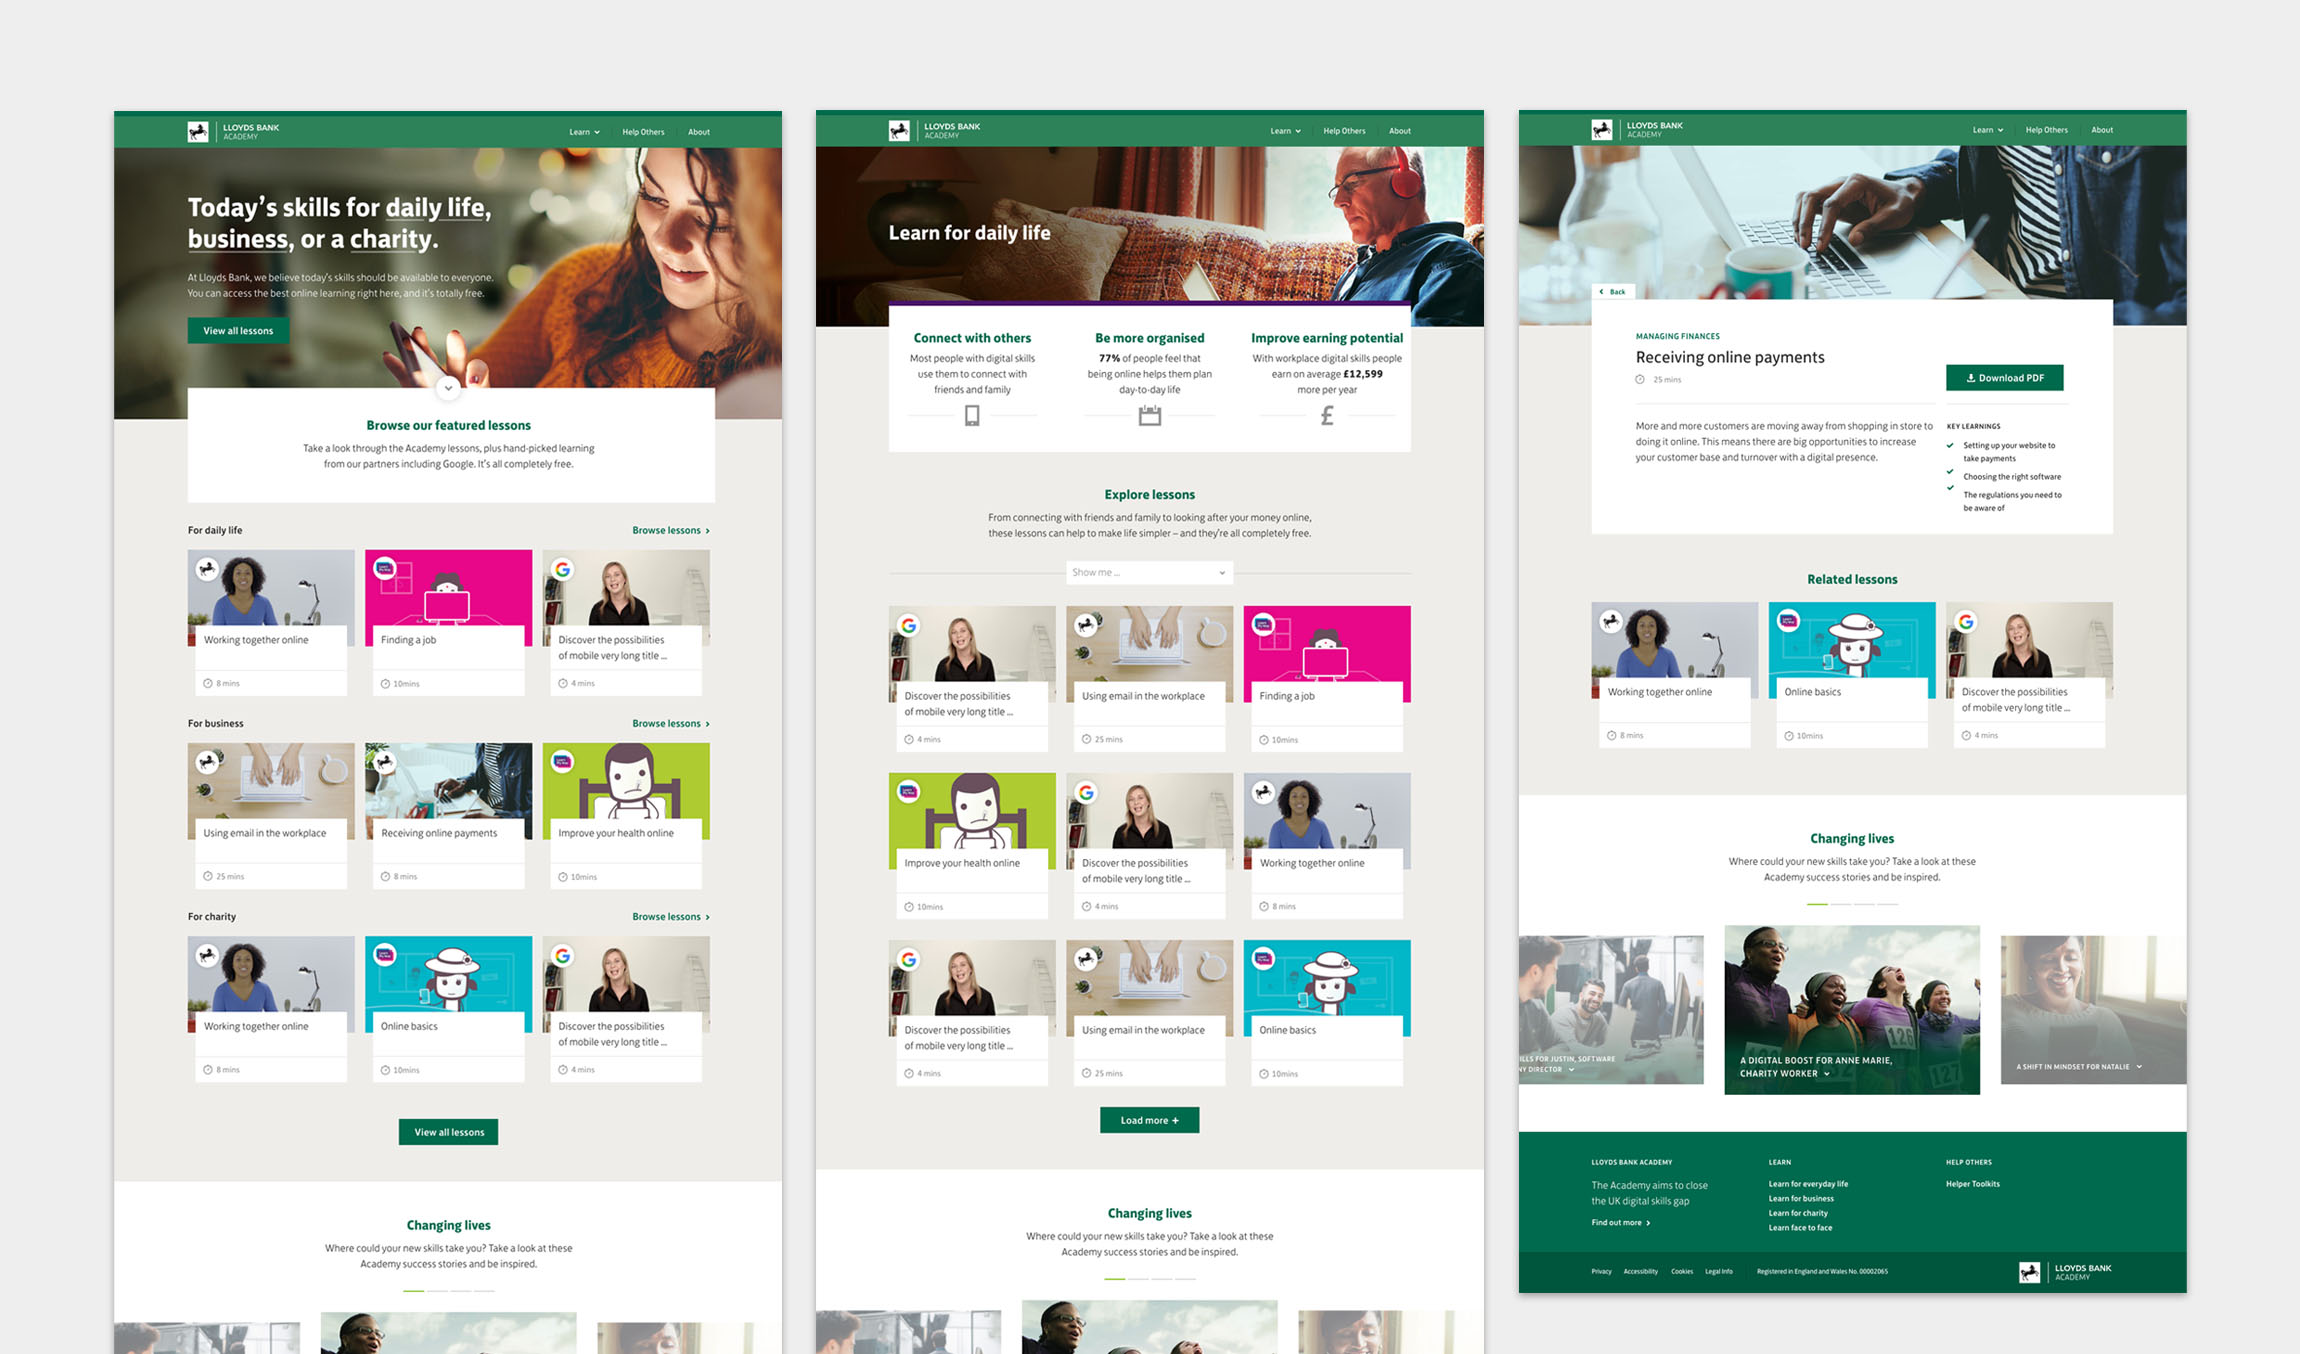 LLOYDS BANK
ACADEMY
Learn
Help Others
About
Today's skills for daily life,
business, or a charity.
At Lloyds Bank, we believe today's skills should be available to everyone.
You can access the best online learning right here, and it's totally free.
View all lessons
Browse our featured lessons
Take a look through the Academy lessons, plus hand-picked learning
from our partners including Google. It's all completely free.
For daily life
Browse lessons
Working together online
8 mins
Finding a job
10mins
Discover the possibilities
of mobile very long title ...
4 mins
For business
Browse lessons
Using email in the workplace
25 mins
Receiving online payments
8 mins
Improve your health online
10mins
For charity
Browse lessons
Working together online
8 mins
Online basics
10mins
Discover the possibilities
of mobile very long title ...
4 mins
View all lessons
Changing lives
Where could your new skills take you? Take a look at these
Academy success stories and be inspired.
LLOYDS BANK
ACADEMY
Learn
Help Others
About
Learn for daily life
Connect with others
Most people with digital skills
use them to connect with
friends and family
Be more organised
77% of people feel that
being online helps them plan
day-to-day life
Improve earning potential
With workplace digital skills people
earn on average £12,599
more per year
£
Explore lessons
From connecting with friends and family to looking after your money online,
these lessons can help to make life simpler – and they're all completely free.
Show me ...
Discover the possibilities
of mobile very long title ...
4 mins
Using email in the workplace
25 mins
Finding a job
10mins
Improve your health online
10mins
Discover the possibilities
of mobile very long title ...
4 mins
Working together online
8 mins
Discover the possibilities
of mobile very long title ...
4 mins
Using email in the workplace
25 mins
Online basics
10mins
Load more +
Changing lives
Where could your new skills take you? Take a look at these
Academy success stories and be inspired.
LLOYDS BANK
ACADEMY
Learn
Help Others
About
Back
MANAGING FINANCES
Receiving online payments
25 mins
Download PDF
More and more customers are moving away from shopping in store to
doing it online. This means there are big opportunities to increase
your customer base and turnover with a digital presence.
KEY LEARNINGS
Setting up your website to
take payments
Choosing the right software
The regulations you need to
be aware of
Related lessons
Working together online
8 mins
Online basics
10mins
Discover the possibilities
of mobile very long title ...
4 mins
Changing lives
Where could your new skills take you? Take a look at these
Academy success stories and be inspired.
ILLS FOR JUSTIN, SOFTWARE
NY DIRECTOR
126
127
A DIGITAL BOOST FOR ANNE MARIE,
CHARITY WORKER
A SHIFT IN MINDSET FOR NATALIE
LLOYDS BANK ACADEMY
The Academy aims to close
the UK digital skills gap
Find out more
LEARN
Learn for everyday life
Learn for business
Learn for charity
Learn face to face
HELP OTHERS
Helper Toolkits
Privacy
Accessibility
Cookies
Legal Info
Registered in England and Wales No. 00002065
LLOYDS BANK
ACADEMY